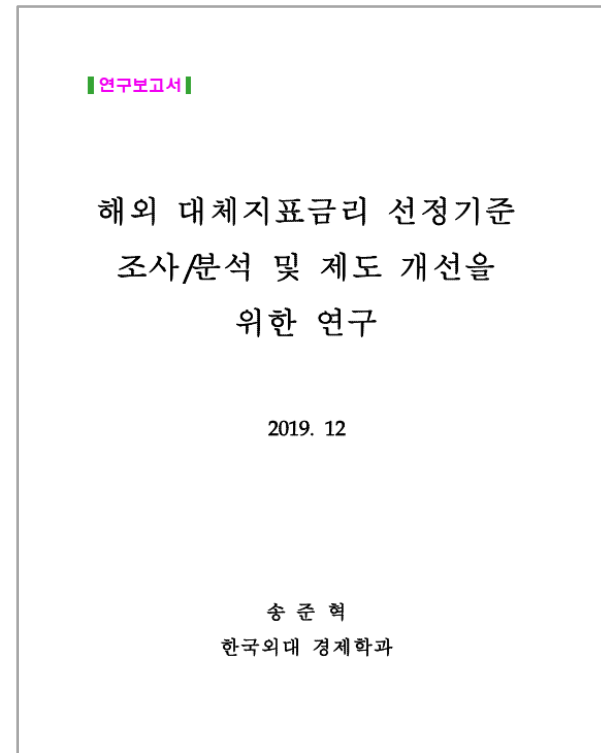 연구보고서
해외 대체지표금리 선정기준
조사/분석 및 제도 개선을
위한 연구
2019. 12
송 준 혁
한국외대 경제학과